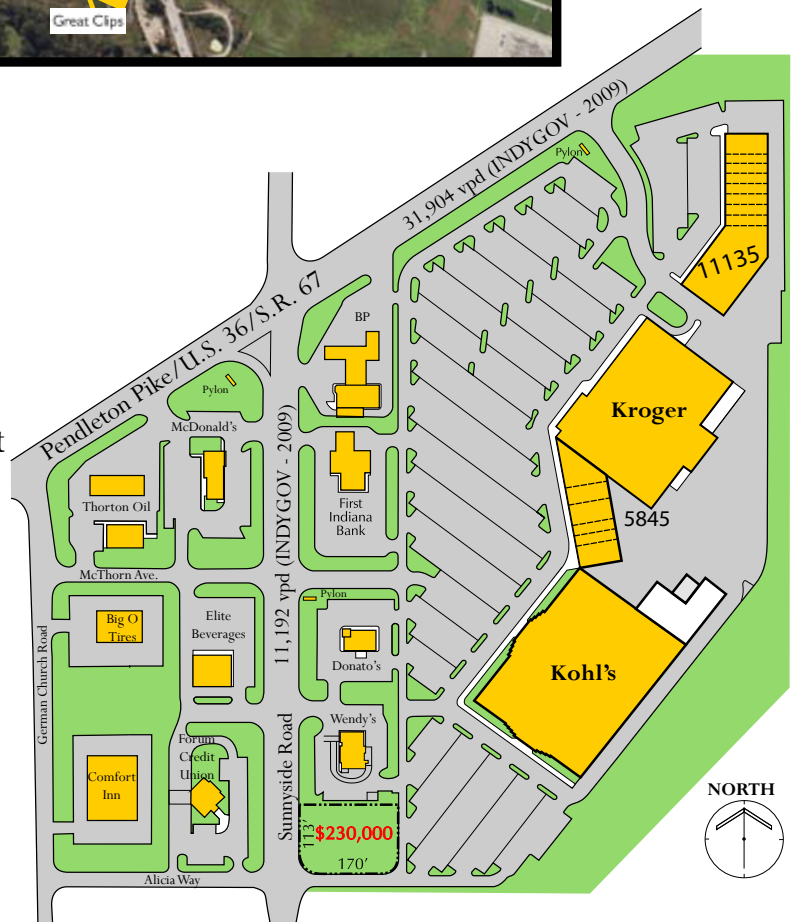 Great Clips
31,904 vpd (INDYGOV - 2009)
Pylon
11135
Pendleton Pike/U.S. 36/S.R. 67
BP
Pylon
Kroger
t
McDonald's
11,192 vpd (INDYGOV - 2009)
Thorton Oil
First
Indiana
Bank
5845
McThorn Ave.
Pylon
Big O
Tires
Elite
Beverages
Donato's
German Church Road
Kohl's
Sunnyside Road
Wendy's
Forum
Credit
Union
Comfort
Inn
NORTH
113'
$230,000
170'
Alicia Way